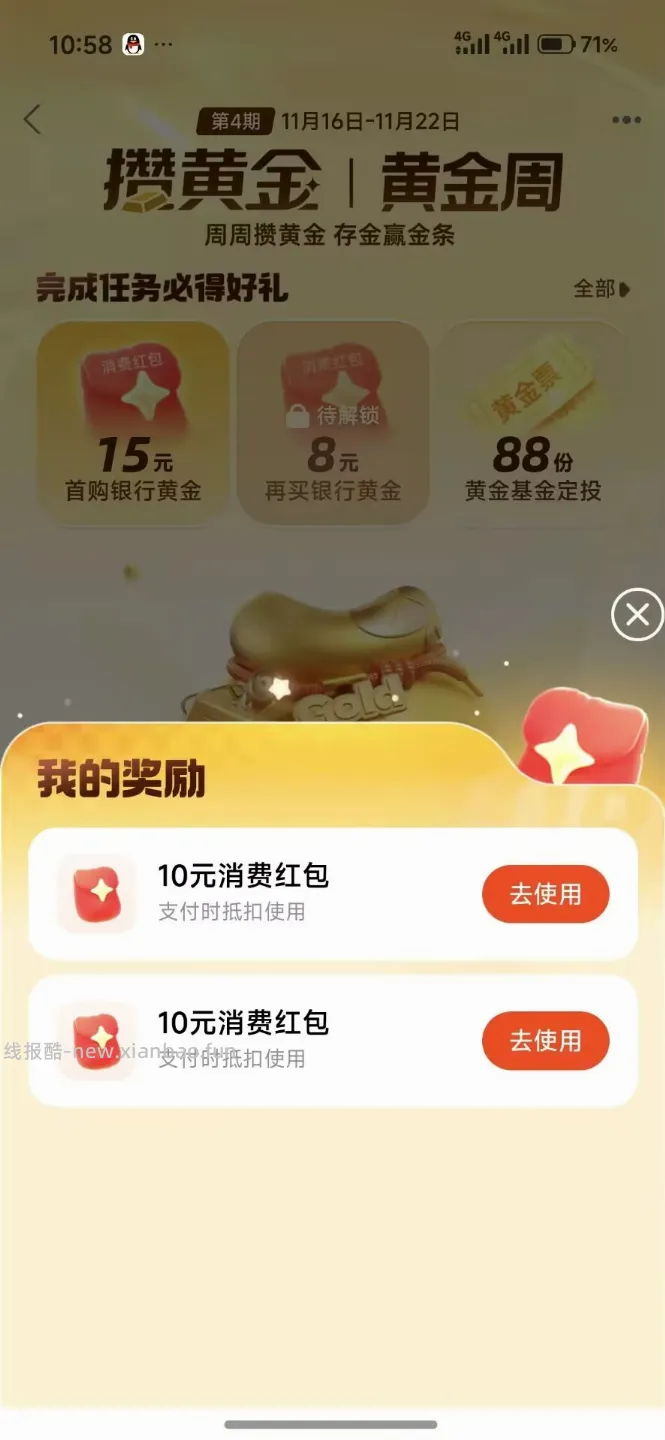 10:58 ··· 4G 4G 71%
第4期 11月16日-11月22日
攒黄金 | 黄金周
周周攒黄金 存金赢金条
完成任务必得好礼 全部
消费红包 消费红包 黄金票
待解锁
15元 8元 88份
首购银行黄金 再买银行黄金 黄金基金定投
Gold
我的奖励
10元消费红包
支付时抵扣使用
去使用
10元消费红包
支付时抵扣使用
去使用
线报酷-new.xianbao.fun